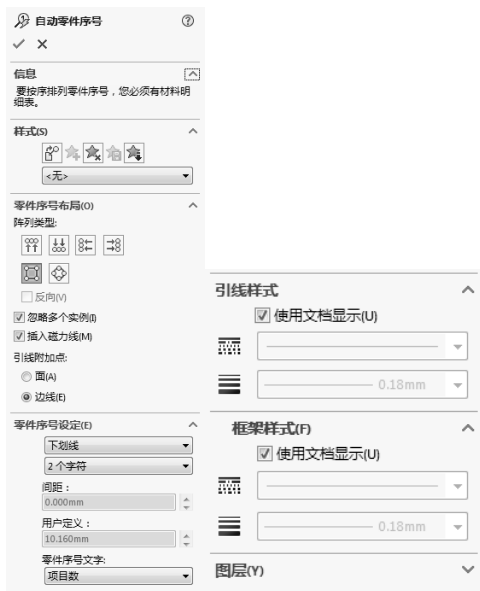 自动零件序号
信息
要按序排列零件序号，您必须有材料明
细表。
样式(S)
<无>
零件序号布局(O)
阵列类型:
反向(V)
忽略多个实例(I)
插入磁力线(M)
引线附加点:
面(A)
边线(E)
零件序号设定(E)
下划线
2 个字符
间距：
0.000mm
用户定义：
10.160mm
零件序号文字:
项目数
引线样式
使用文档显示(U)
0.18mm
框架样式(F)
使用文档显示(U)
0.18mm
图层(Y)